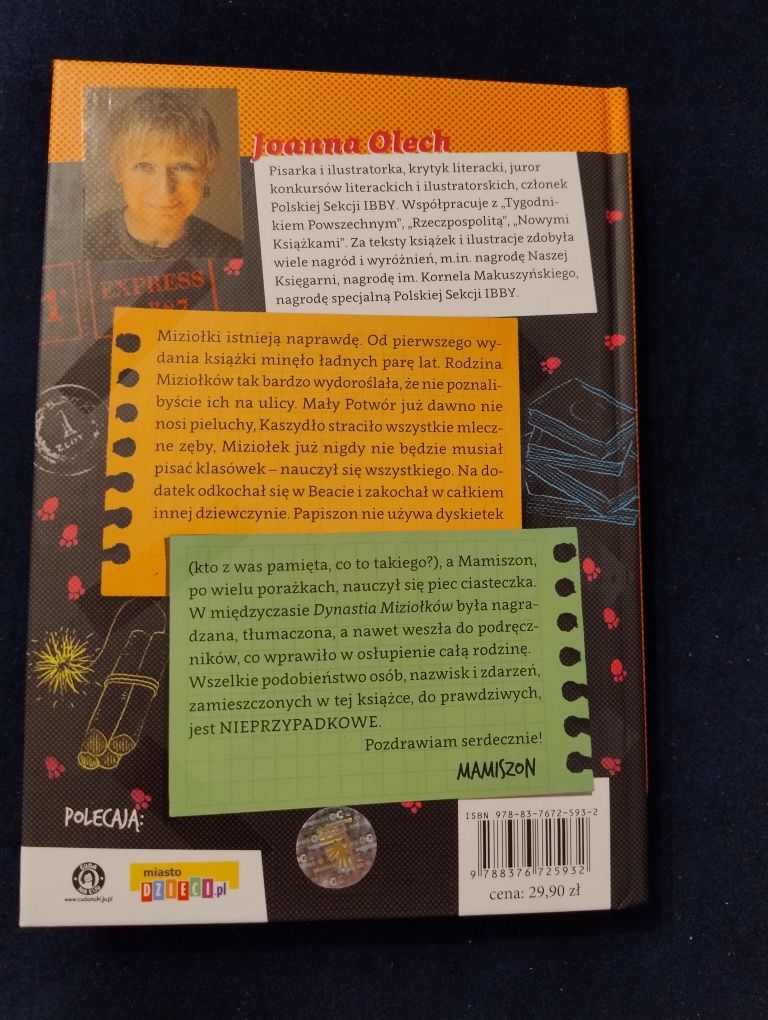 Joanna Olech
Pisarka i ilustratorka, krytyk literacki, juror
konkursów literackich i ilustratorskich, członek
Polskiej Sekcji IBBY. Współpracuje z „Tygodni-
kiem Powszechnym”, „Rzeczpospolitą”, „Nowymi
Książkami”. Za teksty książek i ilustracje zdobyła
wiele nagród i wyróżnień, m.in. nagrodę Naszej
Księgarni, nagrodę im. Kornela Makuszyńskiego,
nagrodę specjalną Polskiej Sekcji IBBY.
EXPRESS
Miziołki istnieją naprawdę. Od pierwszego wy-
dania książki minęło ładnych parę lat. Rodzina
Miziołków tak bardzo wydoroślała, że nie poznali-
byście ich na ulicy. Mały Potwór już dawno nie
nosi pieluchy, Kaszydło straciło wszystkie mlecz-
ne zęby, Miziołek już nigdy nie będzie musiał
pisać klasówek – nauczył się wszystkiego. Na do-
datek odkochał się w Beacie i zakochał w całkiem
innej dziewczynie. Papiszon nie używa dyskietek
1
(kto z was pamięta, co to takiego?), a Mamiszon,
po wielu porażkach, nauczył się piec ciasteczka.
W międzyczasie Dynastia Miziołków była nagra-
dzana, tłumaczona, a nawet weszła do podręcz-
ników, co wprawiło w osłupienie całą rodzinę.
Wszelkie podobieństwo osób, nazwisk i zdarzeń,
zamieszczonych w tej książce, do prawdziwych,
jest NIEPRZYPADKOWE.
Pozdrawiam serdecznie!
MAMISZON
POLECAJĄ:
www.cudanakiju.pl
miasto
DZIECI.pl
ISBN 978-83-7672-593-2
9 788376 725932
cena: 29,90 zł